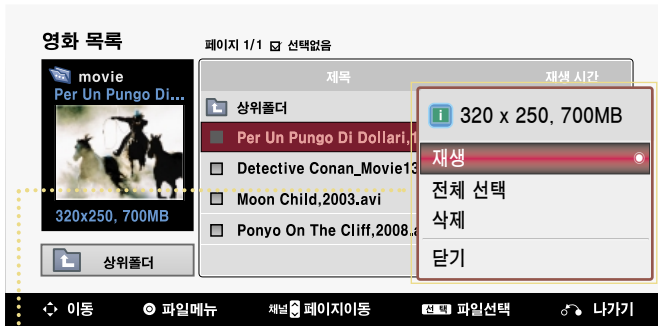 영화 목록
페이지 1/1 선택없음
movie
Per Un Pungo Di...
320x250, 700MB
상위폴더
제목 재생 시간
상위폴더
Per Un Pungo Di Dollari,1
Detective Conan_Movie13
Moon Child,2003.avi
Ponyo On The Cliff,2008.a
320 x 250, 700MB
재생
전체 선택
삭제
닫기
이동 파일메뉴 채널 페이지이동 선택 파일선택 나가기